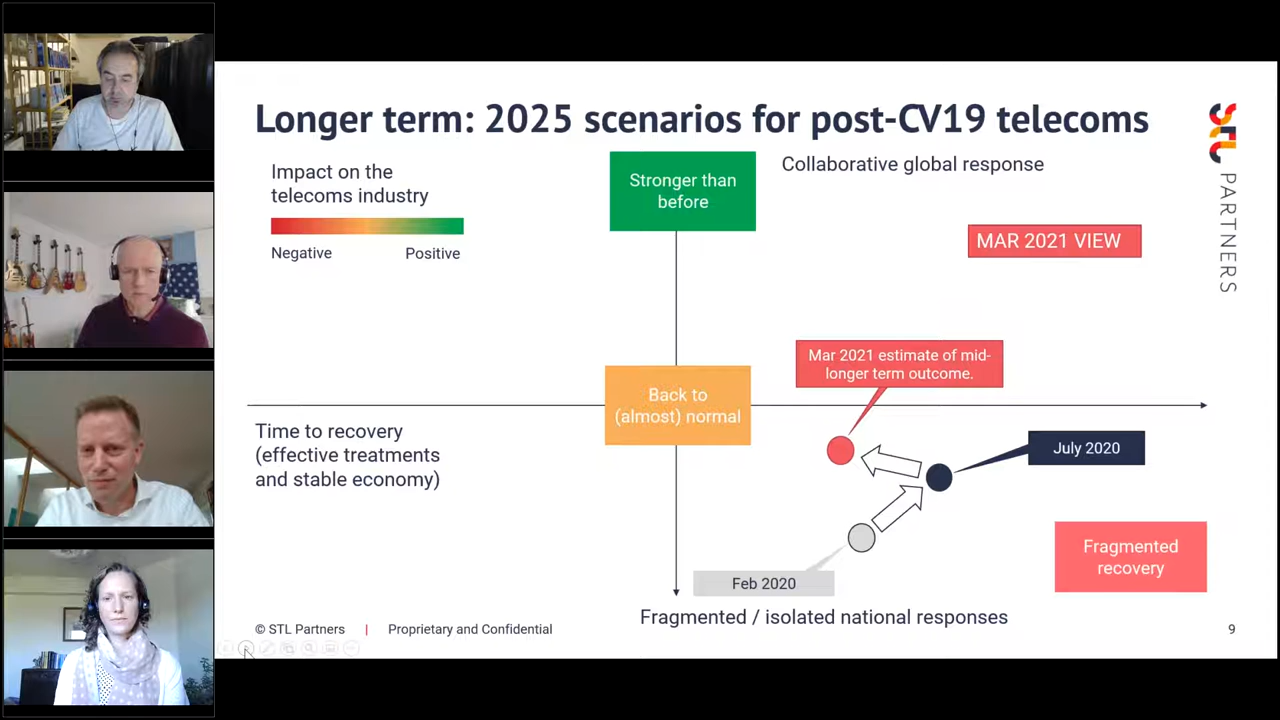 Longer term: 2025 scenarios for post-CV19 telecoms
STL
PARTNERS
Impact on the
telecoms industry
Negative
Positive
Stronger than
before
Collaborative global response
MAR 2021 VIEW
Mar 2021 estimate of mid-
longer term outcome.
Back to
(almost) normal
Time to recovery
(effective treatments
and stable economy)
July 2020
Fragmented
recovery
Feb 2020
Fragmented / isolated national responses
© STL Partners | Proprietary and Confidential
9